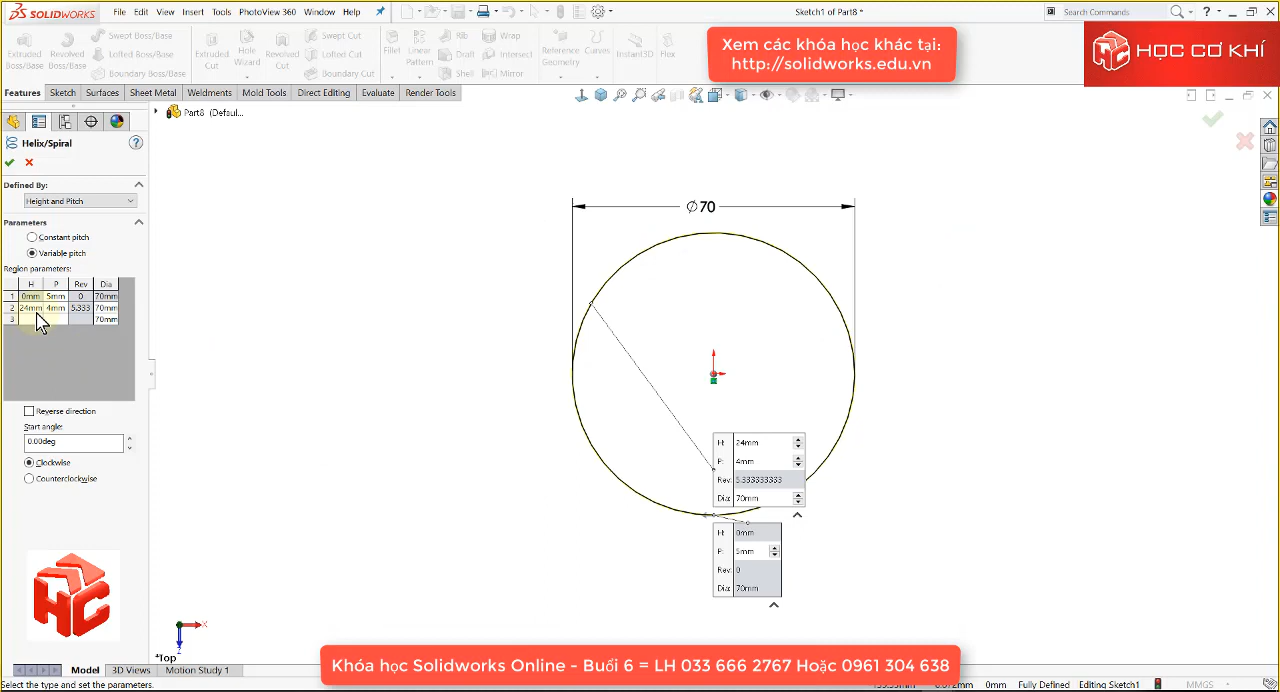 SOLIDWORKS File Edit View Insert Tools PhotoView 360 Window Help Sketch1 of Part8 * Search Commands
Extruded Boss/Base
Revolved Boss/Base
Swept Boss/Base
Lofted Boss/Base
Boundary Boss/Base
Extruded Cut
Hole Wizard
Revolved Cut
Swept Cut
Lofted Cut
Boundary Cut
Fillet
Linear Pattern
Rib
Draft
Shell
Wrap
Intersect
Mirror
Reference Geometry
Curves
Instant3D
Flex
Xem các khóa học khác tại:
http://solidworks.edu.vn
HỌC CƠ KHÍ
Features Sketch Surfaces Sheet Metal Weldments Mold Tools Direct Editing Evaluate Render Tools
Part8 (Defaul...
Helix/Spiral
Defined By:
Height and Pitch
Parameters
Constant pitch
Variable pitch
Region parameters:
H P Rev Dia
1 0mm 5mm 0 70mm
2 24mm 4mm 5.333 70mm
3 70mm
Reverse direction
Start angle:
0.00deg
Clockwise
Counterclockwise
∅70
H: 24mm
P: 4mm
Rev: 5.333333333
Dia: 70mm
H: 0mm
P: 5mm
Rev: 0
Dia: 70mm
HC
X
Z
*Top
Khóa học Solidworks Online - Buổi 6 = LH 033 666 2767 Hoặc 0961 304 638
Model 3D Views Motion Study 1
Select the type and set the parameters. 0mm Fully Defined Editing Sketch1 MMGS